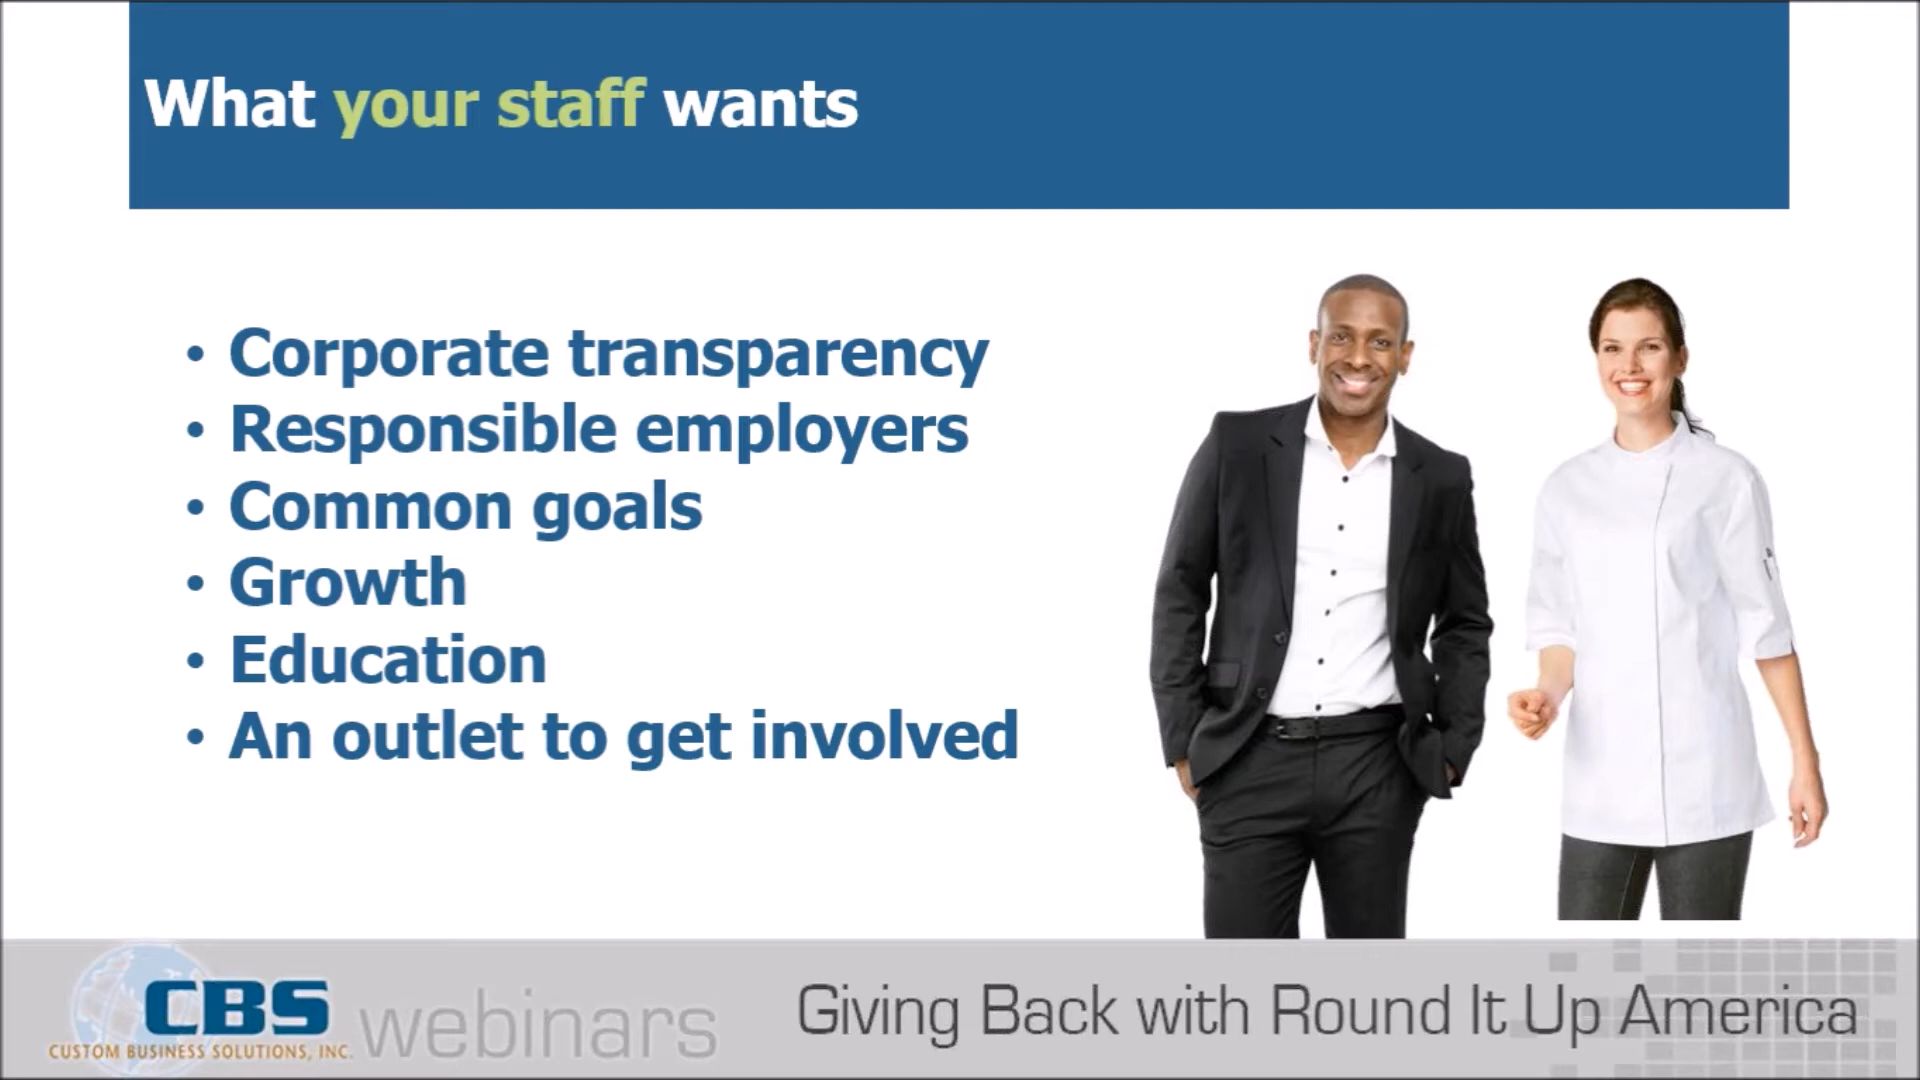 What your staff wants
• Corporate transparency
• Responsible employers
• Common goals
• Growth
• Education
• An outlet to get involved
CBS webinars
CUSTOM BUSINESS SOLUTIONS, INC.
Giving Back with Round It Up America